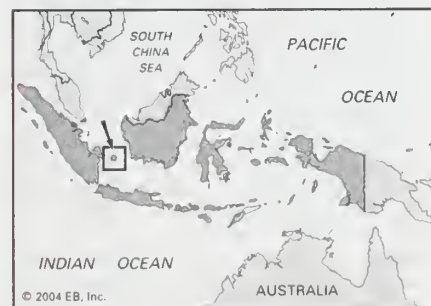 SOUTH
CHINA
SEA
PACIFIC
OCEAN
INDIAN OCEAN
AUSTRALIA
© 2004 EB, Inc.